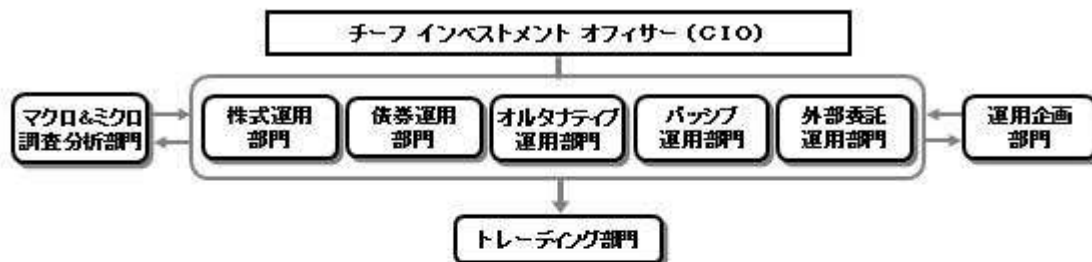 チーフ インベストメント オフィサー (CIO)
マクロ&ミクロ
調査分析部門
株式運用
部門
債券運用
部門
オルタナティブ
運用部門
パッシブ
運用部門
外部委託
運用部門
運用企画
部門
トレーディング部門